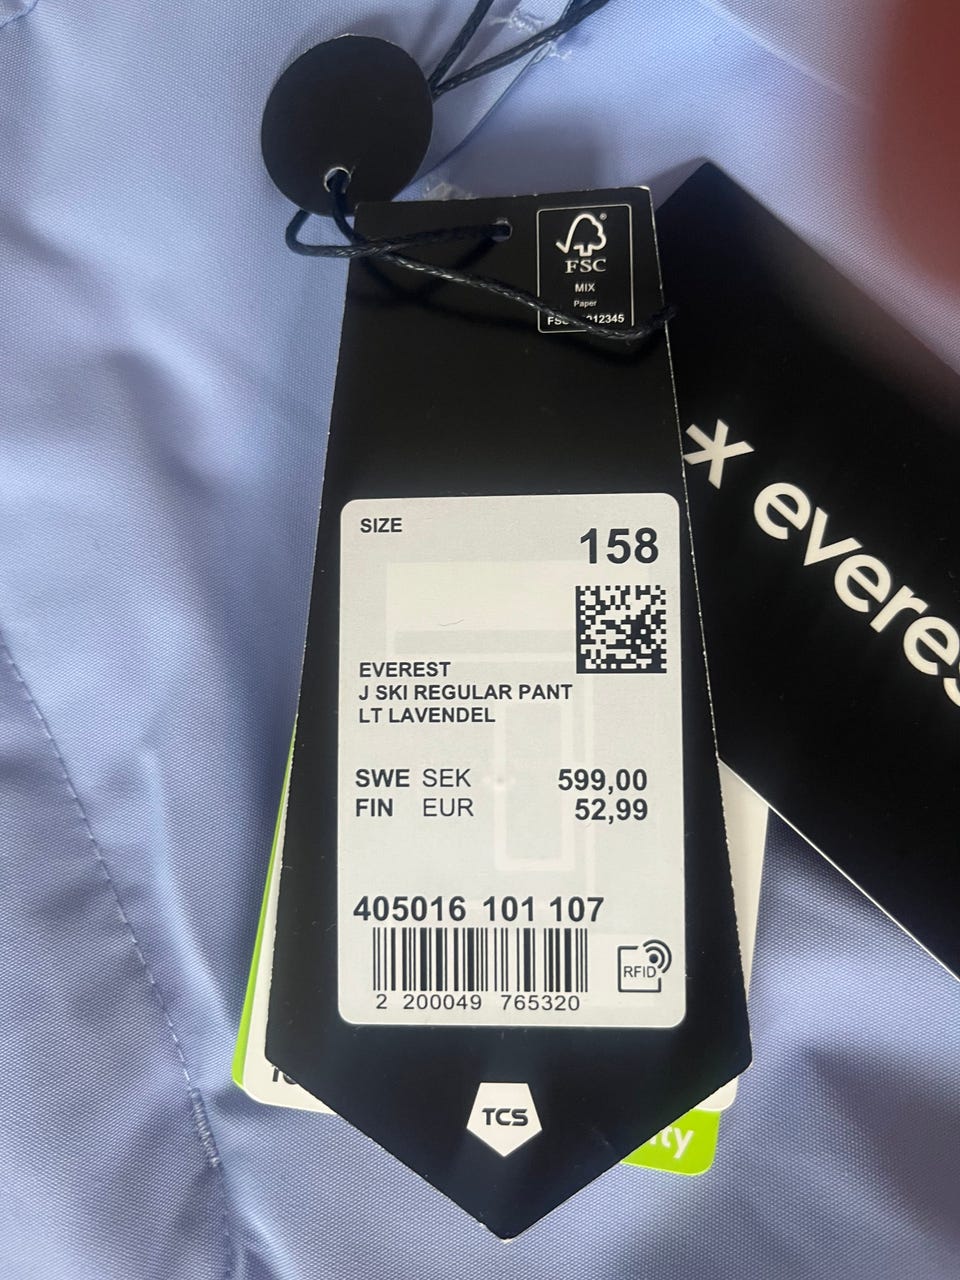 FSC®
MIX
Paper
* everes
SIZE
158
EVEREST
J SKI REGULAR PANT
LT LAVENDEL
SWE SEK 599,00
FIN EUR 52,99
405016 101 107
RFID
2 200049 765320
TCS
ity